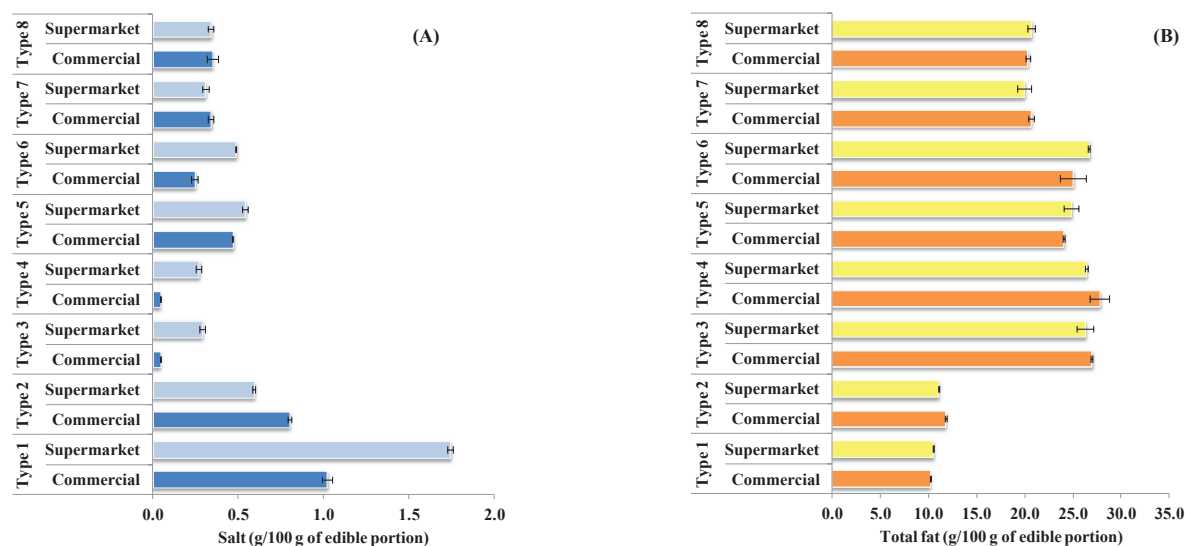 (A)
Type 8
Supermarket
Commercial
Type 7
Supermarket
Commercial
Type 6
Supermarket
Commercial
Type 5
Supermarket
Commercial
Type 4
Supermarket
Commercial
Type 3
Supermarket
Commercial
Type 2
Supermarket
Commercial
Type 1
Supermarket
Commercial
0.0 0.5 1.0 1.5 2.0
Salt (g/100 g of edible portion)
(B)
Type 8
Supermarket
Commercial
Type 7
Supermarket
Commercial
Type 6
Supermarket
Commercial
Type 5
Supermarket
Commercial
Type 4
Supermarket
Commercial
Type 3
Supermarket
Commercial
Type 2
Supermarket
Commercial
Type 1
Supermarket
Commercial
0.0 5.0 10.0 15.0 20.0 25.0 30.0 35.0
Total fat (g/100 g of edible portion)